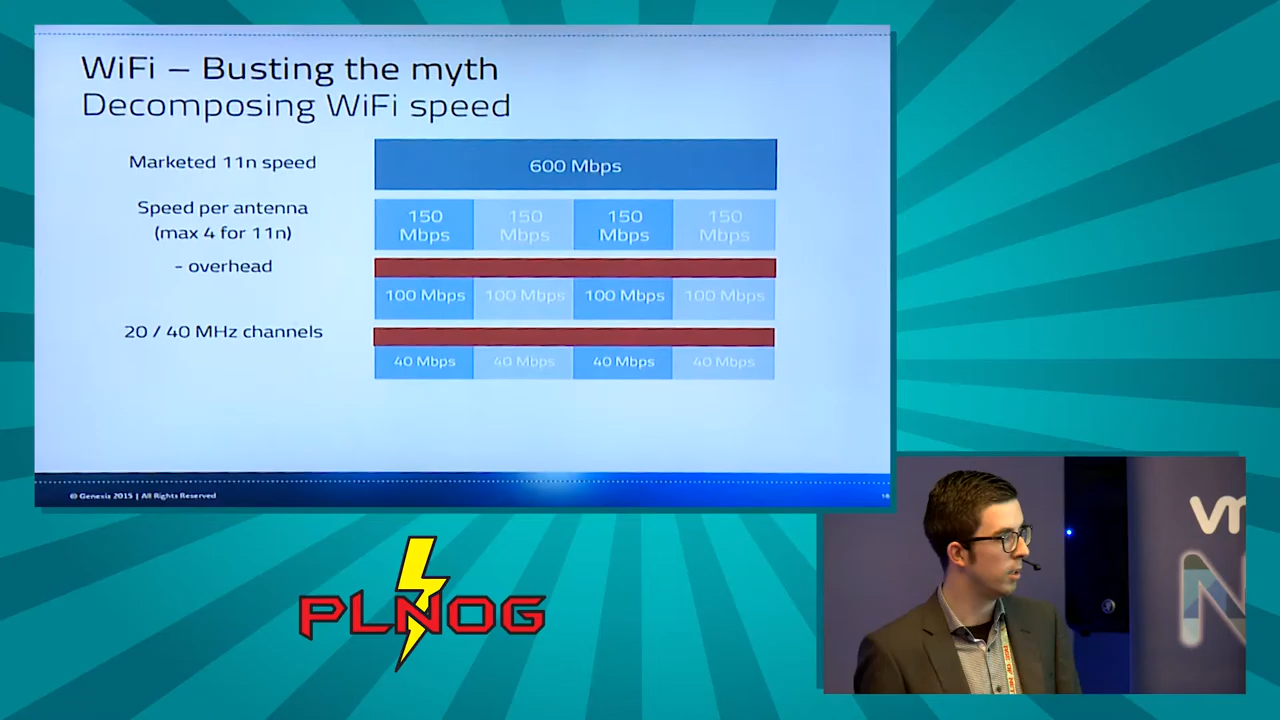 WiFi – Busting the myth
Decomposing WiFi speed
Marketed 11n speed
600 Mbps
Speed per antenna
(max 4 for 11n)
150 Mbps
150 Mbps
150 Mbps
150 Mbps
- overhead
100 Mbps
100 Mbps
100 Mbps
100 Mbps
20 / 40 MHz channels
40 Mbps
40 Mbps
40 Mbps
40 Mbps
© Genesis 2015 | All Rights Reserved
PLNOG
vm
N